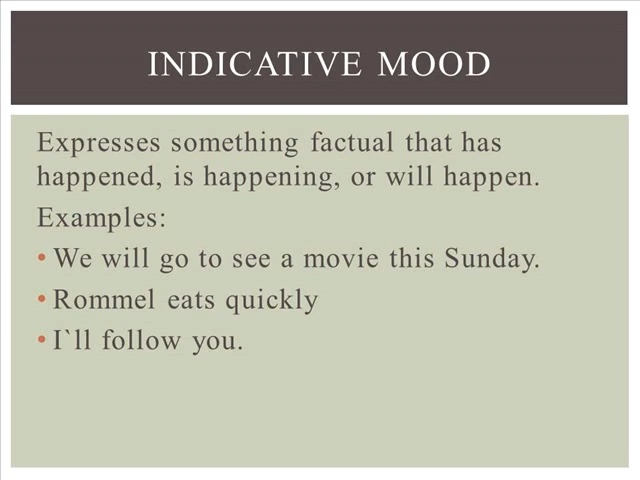 INDICATIVE MOOD
Expresses something factual that has
happened, is happening, or will happen.
Examples:
• We will go to see a movie this Sunday.
• Rommel eats quickly
• I`ll follow you.